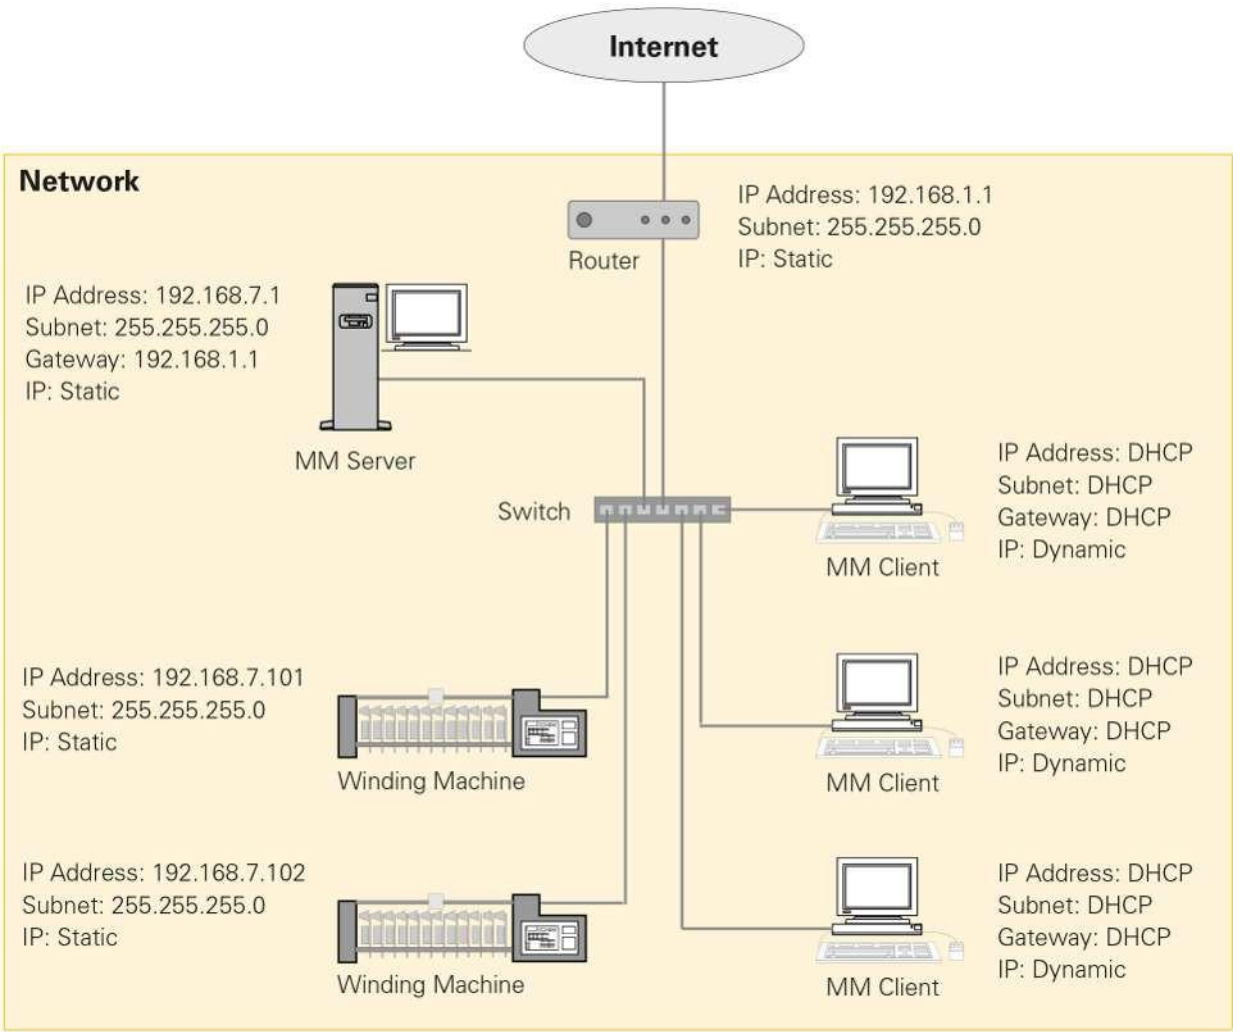 Internet
Network
IP Address: 192.168.1.1
Subnet: 255.255.255.0
IP: Static
Router
IP Address: 192.168.7.1
Subnet: 255.255.255.0
Gateway: 192.168.1.1
IP: Static
MM Server
Switch
IP Address: DHCP
Subnet: DHCP
Gateway: DHCP
IP: Dynamic
MM Client
IP Address: 192.168.7.101
Subnet: 255.255.255.0
IP: Static
Winding Machine
IP Address: DHCP
Subnet: DHCP
Gateway: DHCP
IP: Dynamic
MM Client
IP Address: 192.168.7.102
Subnet: 255.255.255.0
IP: Static
Winding Machine
IP Address: DHCP
Subnet: DHCP
Gateway: DHCP
IP: Dynamic
MM Client